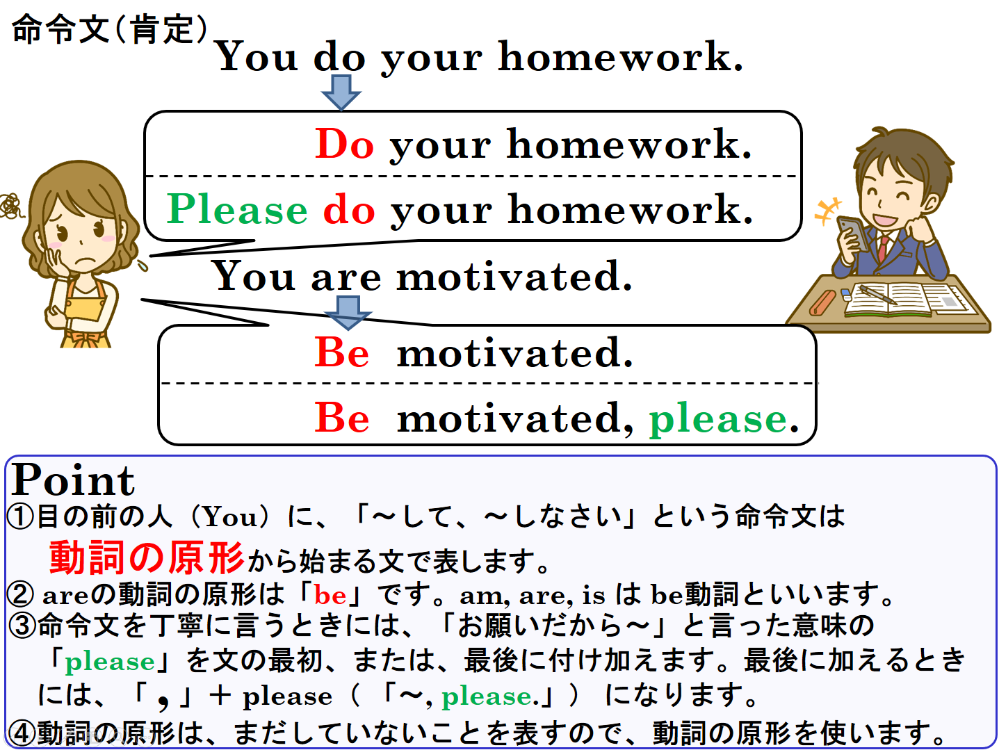 命令文（肯定）
You do your homework.
Do your homework.
Please do your homework.
You are motivated.
Be motivated.
Be motivated, please.
Point
①目の前の人（You）に、「～して、～しなさい」という命令文は
動詞の原形から始まる文で表します。
② areの動詞の原形は「be」です。am, are, is は be動詞といいます。
③命令文を丁寧に言うときには、「お願いだから～」と言った意味の
「please」を文の最初、または、最後に付け加えます。最後に加えるとき
には、「，」＋ please（ 「～, please.」） になります。
④動詞の原形は、まだしていないことを表すので、動詞の原形を使います。